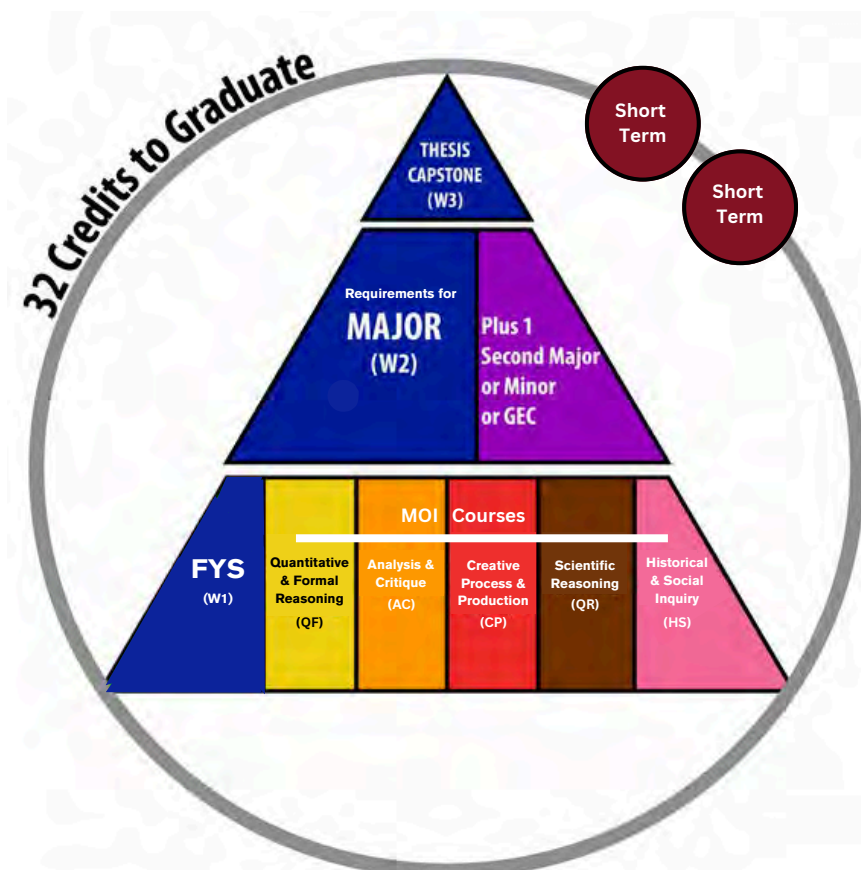 32 Credits to Graduate
Short
Term
Short
Term
THESIS
CAPSTONE
(W3)
Requirements for
MAJOR
(W2)
Plus 1
Second Major
or Minor
or GEC
MOI Courses
FYS
(W1)
Quantitative
& Formal
Reasoning
(QF)
Analysis &
Critique
(AC)
Creative
Process &
Production
(CP)
Scientific
Reasoning
(QR)
Historical
& Social
Inquiry
(HS)